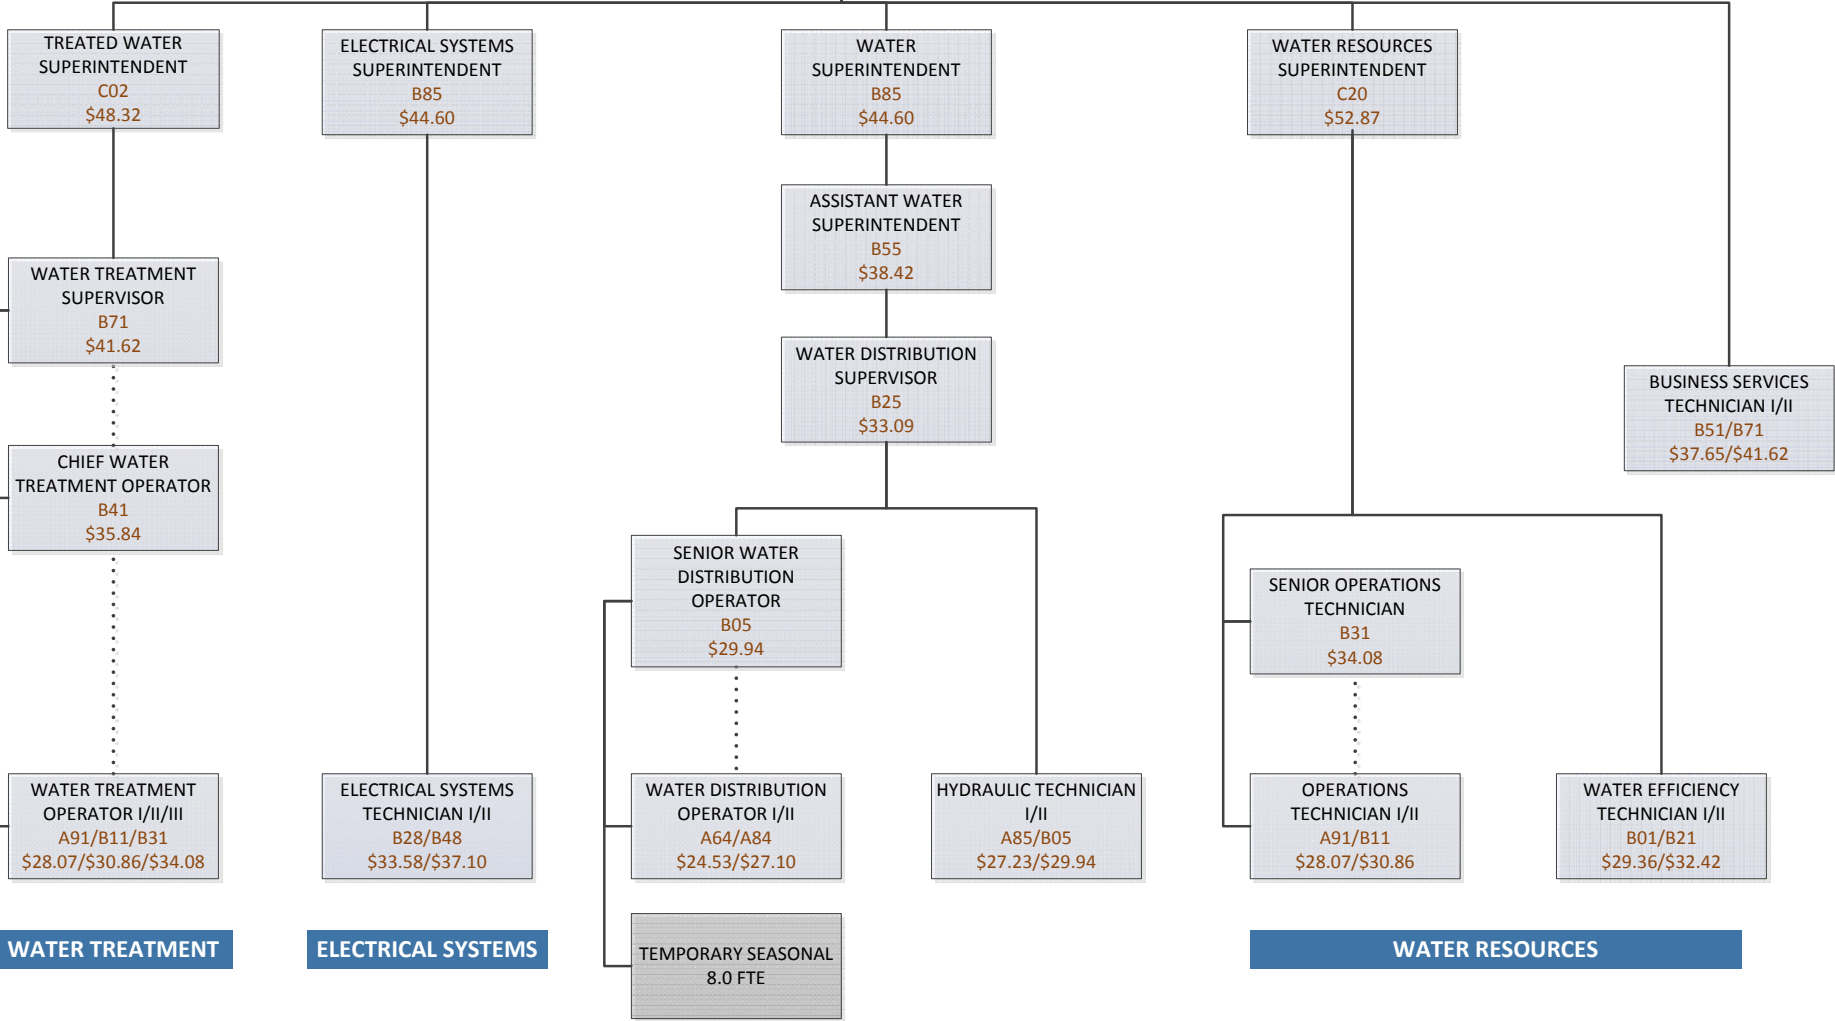 TREATED WATER
SUPERINTENDENT
C02
$48.32
ELECTRICAL SYSTEMS
SUPERINTENDENT
B85
$44.60
WATER
SUPERINTENDENT
B85
$44.60
WATER RESOURCES
SUPERINTENDENT
C20
$52.87
ASSISTANT WATER
SUPERINTENDENT
B55
$38.42
WATER TREATMENT
SUPERVISOR
B71
$41.62
WATER DISTRIBUTION
SUPERVISOR
B25
$33.09
BUSINESS SERVICES
TECHNICIAN I/II
B51/B71
$37.65/$41.62
CHIEF WATER
TREATMENT OPERATOR
B41
$35.84
SENIOR WATER
DISTRIBUTION
OPERATOR
B05
$29.94
SENIOR OPERATIONS
TECHNICIAN
B31
$34.08
WATER TREATMENT
OPERATOR I/II/III
A91/B11/B31
$28.07/$30.86/$34.08
ELECTRICAL SYSTEMS
TECHNICIAN I/II
B28/B48
$33.58/$37.10
WATER DISTRIBUTION
OPERATOR I/II
A64/A84
$24.53/$27.10
HYDRAULIC TECHNICIAN
I/II
A85/B05
$27.23/$29.94
OPERATIONS
TECHNICIAN I/II
A91/B11
$28.07/$30.86
WATER EFFICIENCY
TECHNICIAN I/II
B01/B21
$29.36/$32.42
WATER TREATMENT
ELECTRICAL SYSTEMS
TEMPORARY SEASONAL
8.0 FTE
WATER RESOURCES